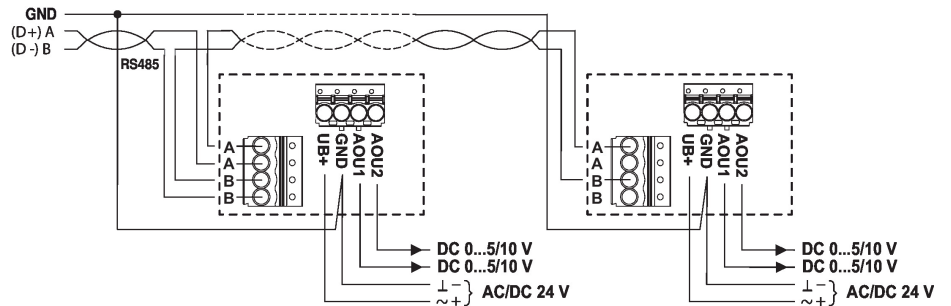 GND
(D+) A
(D -) B
RS485
A
A
B
B
UB+
GND
AOU1
AOU2
DC 0...5/10 V
DC 0...5/10 V
⊥ −
~ + } AC/DC 24 V
A
A
B
B
UB+
GND
AOU1
AOU2
DC 0...5/10 V
DC 0...5/10 V
⊥ −
~ + } AC/DC 24 V